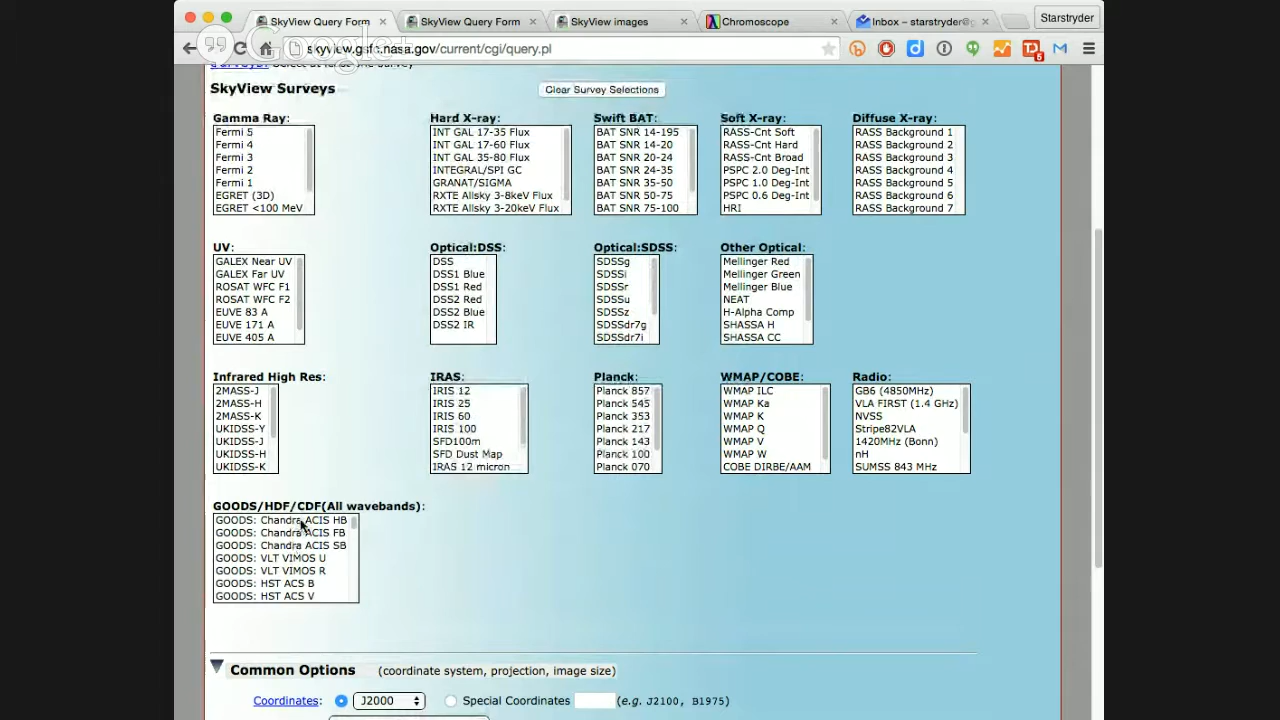 SkyView Query Form
SkyView Query Form
SkyView images
Chromoscope
Inbox – starstryder@g
Starstryder
Google+
skyview.gsfc.nasa.gov/current/cgi/query.pl
5
SkyView Surveys
Clear Survey Selections
Gamma Ray:
Fermi 5
Fermi 4
Fermi 3
Fermi 2
Fermi 1
EGRET (3D)
EGRET <100 MeV
Hard X-ray:
INT GAL 17-35 Flux
INT GAL 17-60 Flux
INT GAL 35-80 Flux
INTEGRAL/SPI GC
GRANAT/SIGMA
RXTE Allsky 3-8keV Flux
RXTE Allsky 3-20keV Flux
Swift BAT:
BAT SNR 14-195
BAT SNR 14-20
BAT SNR 20-24
BAT SNR 24-35
BAT SNR 35-50
BAT SNR 50-75
BAT SNR 75-100
Soft X-ray:
RASS-Cnt Soft
RASS-Cnt Hard
RASS-Cnt Broad
PSPC 2.0 Deg-Int
PSPC 1.0 Deg-Int
PSPC 0.6 Deg-Int
HRI
Diffuse X-ray:
RASS Background 1
RASS Background 2
RASS Background 3
RASS Background 4
RASS Background 5
RASS Background 6
RASS Background 7
UV:
GALEX Near UV
GALEX Far UV
ROSAT WFC F1
ROSAT WFC F2
EUVE 83 A
EUVE 171 A
EUVE 405 A
Optical:DSS:
DSS
DSS1 Blue
DSS1 Red
DSS2 Red
DSS2 Blue
DSS2 IR
Optical:SDSS:
SDSSg
SDSSi
SDSSr
SDSSu
SDSSz
SDSSdr7g
SDSSdr7i
Other Optical:
Mellinger Red
Mellinger Green
Mellinger Blue
NEAT
H-Alpha Comp
SHASSA H
SHASSA CC
Infrared High Res:
2MASS-J
2MASS-H
2MASS-K
UKIDSS-Y
UKIDSS-J
UKIDSS-H
UKIDSS-K
IRAS:
IRIS 12
IRIS 25
IRIS 60
IRIS 100
SFD100m
SFD Dust Map
IRAS 12 micron
Planck:
Planck 857
Planck 545
Planck 353
Planck 217
Planck 143
Planck 100
Planck 070
WMAP/COBE:
WMAP ILC
WMAP Ka
WMAP K
WMAP Q
WMAP V
WMAP W
COBE DIRBE/AAM
Radio:
GB6 (4850MHz)
VLA FIRST (1.4 GHz)
NVSS
Stripe82VLA
1420MHz (Bonn)
nH
SUMSS 843 MHz
GOODS/HDF/CDF(All wavebands):
GOODS: Chandra ACIS HB
GOODS: Chandra ACIS FB
GOODS: Chandra ACIS SB
GOODS: VLT VIMOS U
GOODS: VLT VIMOS R
GOODS: HST ACS B
GOODS: HST ACS V
Common Options (coordinate system, projection, image size)
Coordinates: J2000 Special Coordinates (e.g. J2100, B1975)